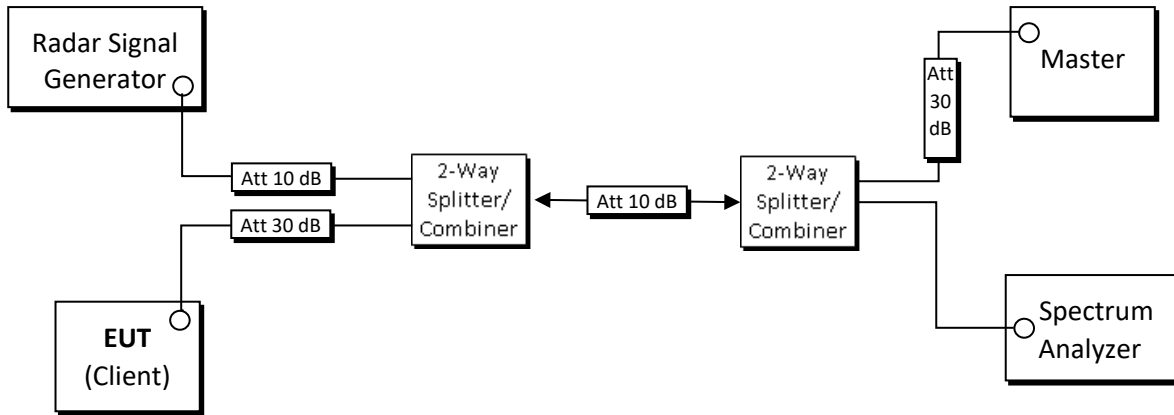 Radar Signal
Generator
Att 10 dB
Att 30 dB
EUT
(Client)
2-Way
Splitter/
Combiner
Att 10 dB
2-Way
Splitter/
Combiner
Att
30
dB
Master
Spectrum
Analyzer